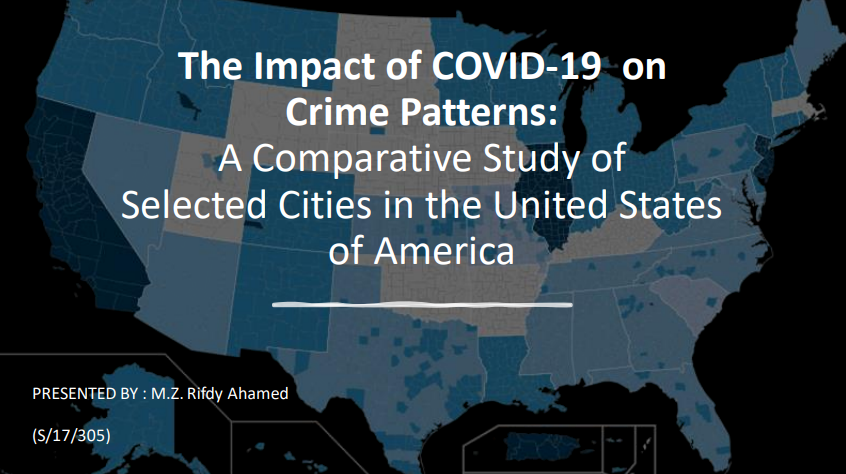 The Impact of COVID-19 on
Crime Patterns:
A Comparative Study of
Selected Cities in the United States
of America
PRESENTED BY : M.Z. Rifdy Ahamed
(S/17/305)